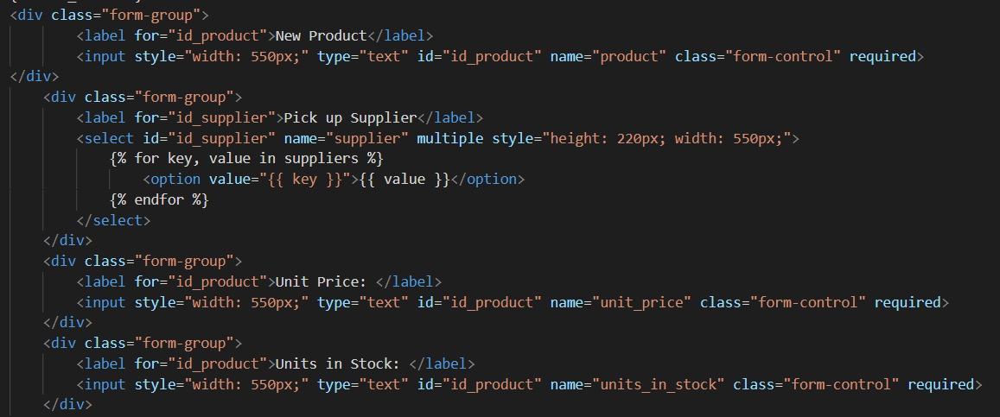 <div class="form-group">
<label for="id_product">New Product</label>
<input style="width: 550px;" type="text" id="id_product" name="product" class="form-control" required>
</div>
<div class="form-group">
<label for="id_supplier">Pick up Supplier</label>
<select id="id_supplier" name="supplier" multiple style="height: 220px; width: 550px;">
{% for key, value in suppliers %}
<option value="{{ key }}">{{ value }}</option>
{% endfor %}
</select>
</div>
<div class="form-group">
<label for="id_product">Unit Price: </label>
<input style="width: 550px;" type="text" id="id_product" name="unit_price" class="form-control" required>
</div>
<div class="form-group">
<label for="id_product">Units in Stock: </label>
<input style="width: 550px;" type="text" id="id_product" name="units_in_stock" class="form-control" required>
</div>